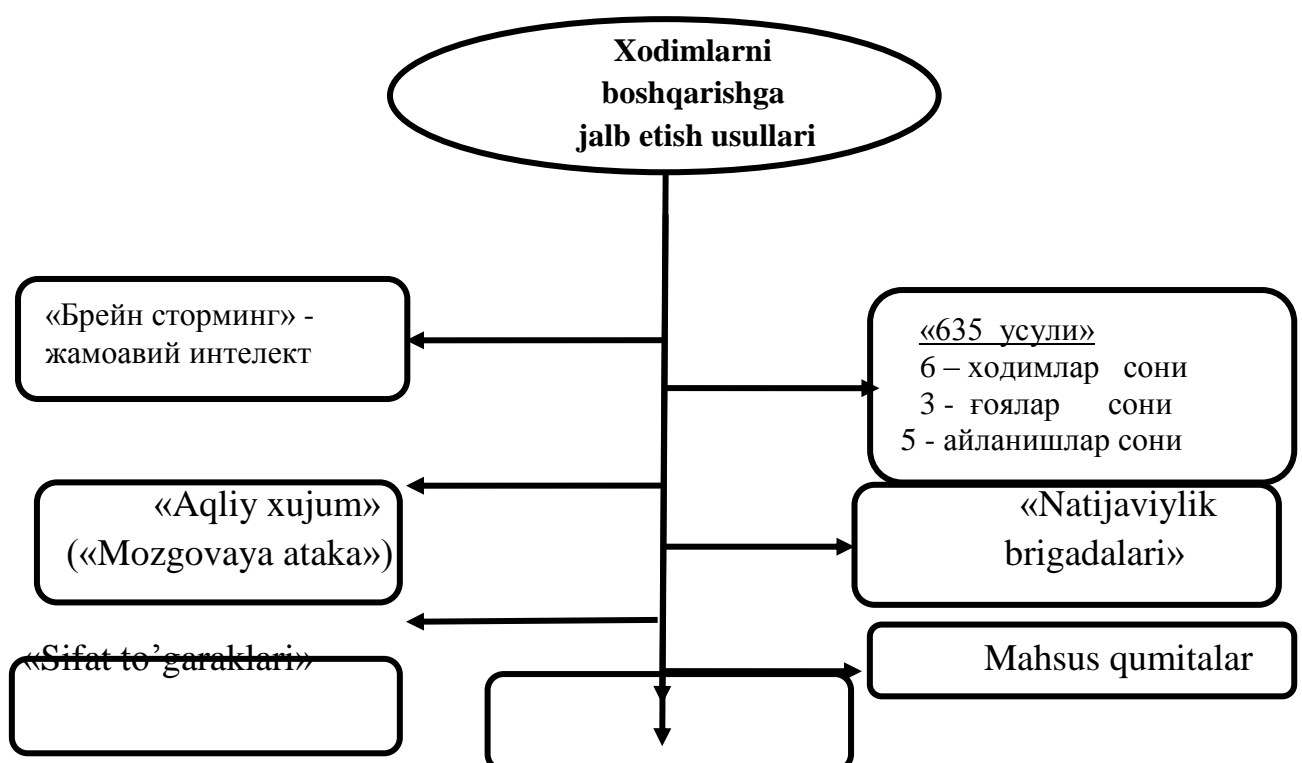 Xodimlarni
boshqarishga
jalb etish usullari
«Брейн сторминг» -
жамоавий интелект
«635 усули»
6 – ходимлар сони
3 - ғоялар сони
5 - айланишлар сони
«Aqliy xujum»
(«Mozgovaya ataka»)
«Natijaviylik
brigadalari»
«Sifat to’garaklari»
Mahsus qumitalar